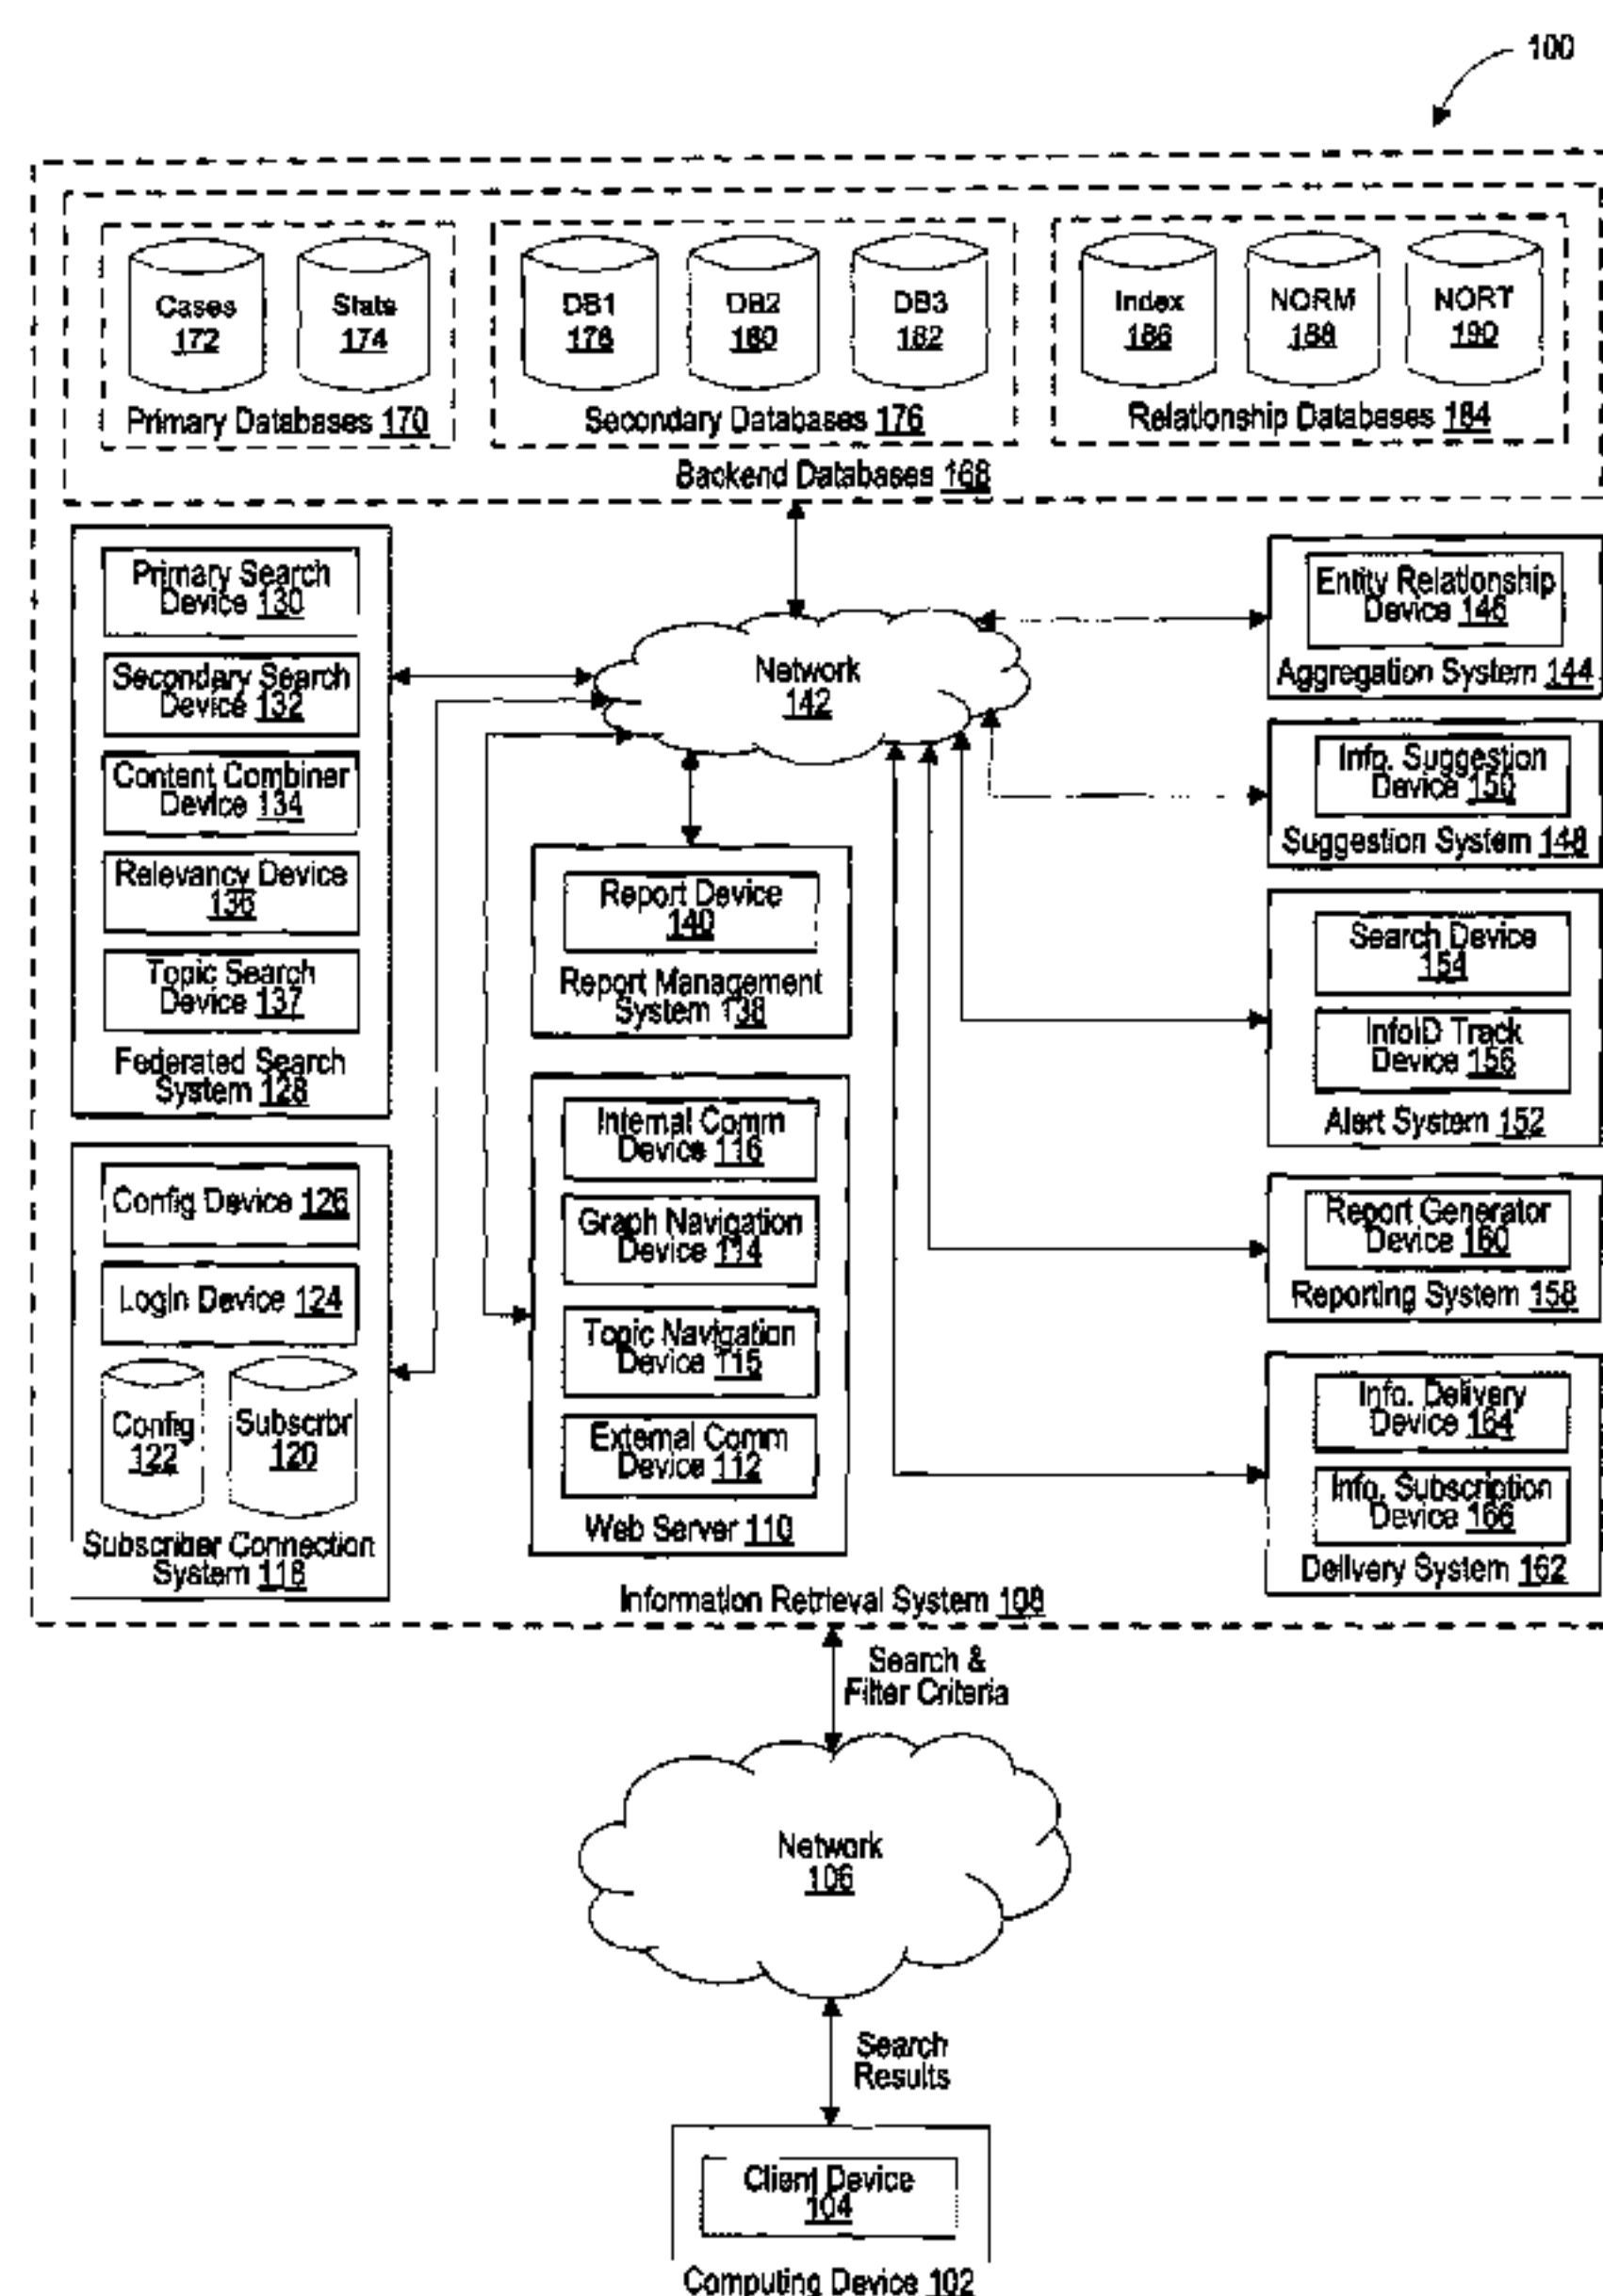 100
Cases
172
Stats
174
Primary Databases 170
DB1
178
DB2
180
DB3
182
Secondary Databases 176
Index
186
NORM
188
NORT
190
Relationship Databases 184
Backend Databases 168
Primary Search
Device 130
Secondary Search
Device 132
Content Combiner
Device 134
Relevancy Device
136
Topic Search
Device 137
Federated Search
System 128
Config Device 126
Login Device 124
Config
122
Subscrbr
120
Subscriber Connection
System 118
Network
142
Report Device
140
Report Management
System 138
Internal Comm
Device 116
Graph Navigation
Device 114
Topic Navigation
Device 115
External Comm
Device 112
Web Server 110
Entity Relationship
Device 146
Aggregation System 144
Info. Suggestion
Device 150
Suggestion System 148
Search Device
154
InfoID Track
Device 156
Alert System 152
Report Generator
Device 160
Reporting System 158
Info. Delivery
Device 164
Info. Subscription
Device 166
Delivery System 162
Information Retrieval System 108
Search &
Filter Criteria
Network
106
Search
Results
Client Device
104
Computing Device 102